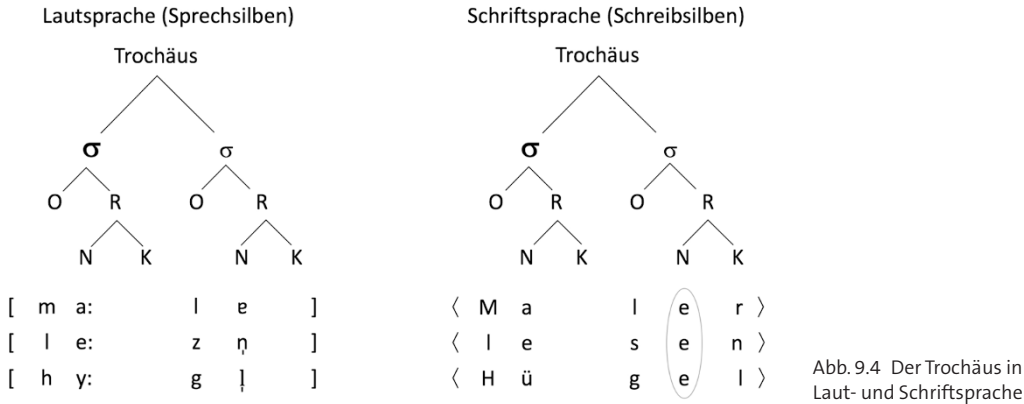 Lautsprache (Sprechsilben)
Trochäus
σ σ
O R O R
N K N K
[ m a: l ɐ ]
[ l e: z n̩ ]
[ h y: g l̩ ]
Schriftsprache (Schreibsilben)
Trochäus
σ σ
O R O R
N K N K
〈 M a l e r 〉
〈 l e s e n 〉
〈 H ü g e l 〉
Abb. 9.4 Der Trochäus in
Laut- und Schriftsprache